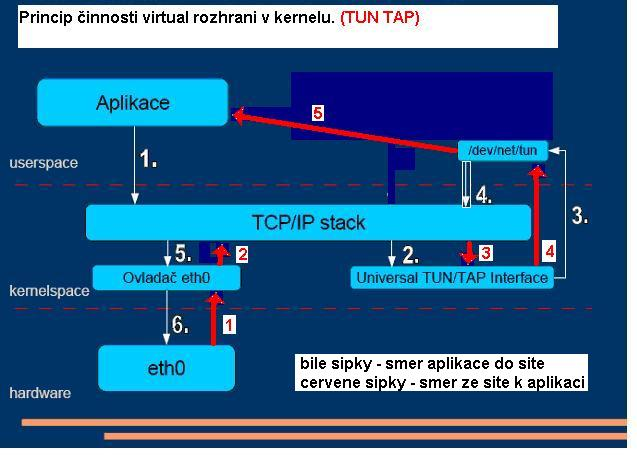 Princip činnosti virtual rozhrani v kernelu. (TUN TAP)
Aplikace
5
/dev/net/tun
userspace
1.
4.
3.
TCP/IP stack
5.
2
2.
3
4
Ovladač eth0
Universal TUN/TAP Interface
kernelspace
6.
1
eth0
bile sipky - smer aplikace do site
cervene sipky - smer ze site k aplikaci
hardware